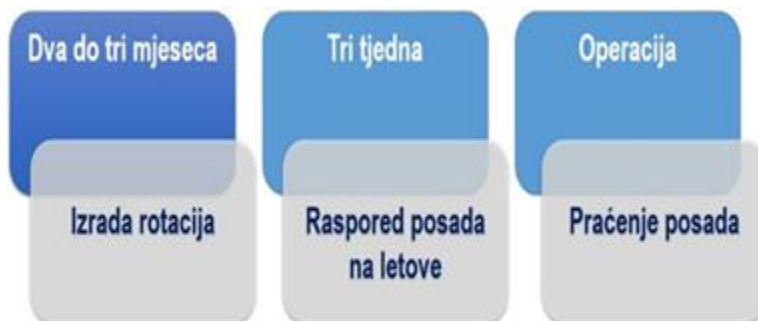 Dva do tri mjeseca
Tri tjedna
Operacija
Izrada rotacija
Raspored posada
na letove
Praćenje posada